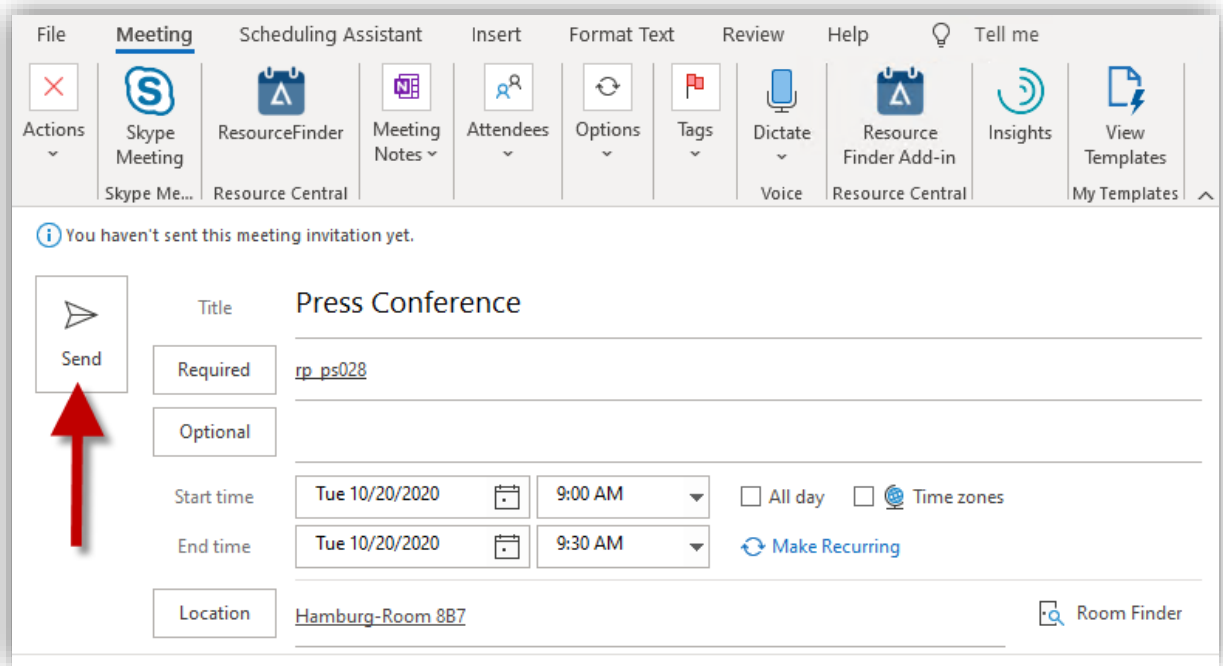 File Meeting Scheduling Assistant Insert Format Text Review Help Tell me
Actions Skype Meeting ResourceFinder Meeting Notes Attendees Options Tags Dictate Resource Finder Add-in Insights View Templates
Skype Me... Resource Central Voice Resource Central My Templates
You haven't sent this meeting invitation yet.
Send
Title Press Conference
Required rp_ps028
Optional
Start time Tue 10/20/2020 9:00 AM All day Time zones
End time Tue 10/20/2020 9:30 AM Make Recurring
Location Hamburg-Room 8B7 Room Finder